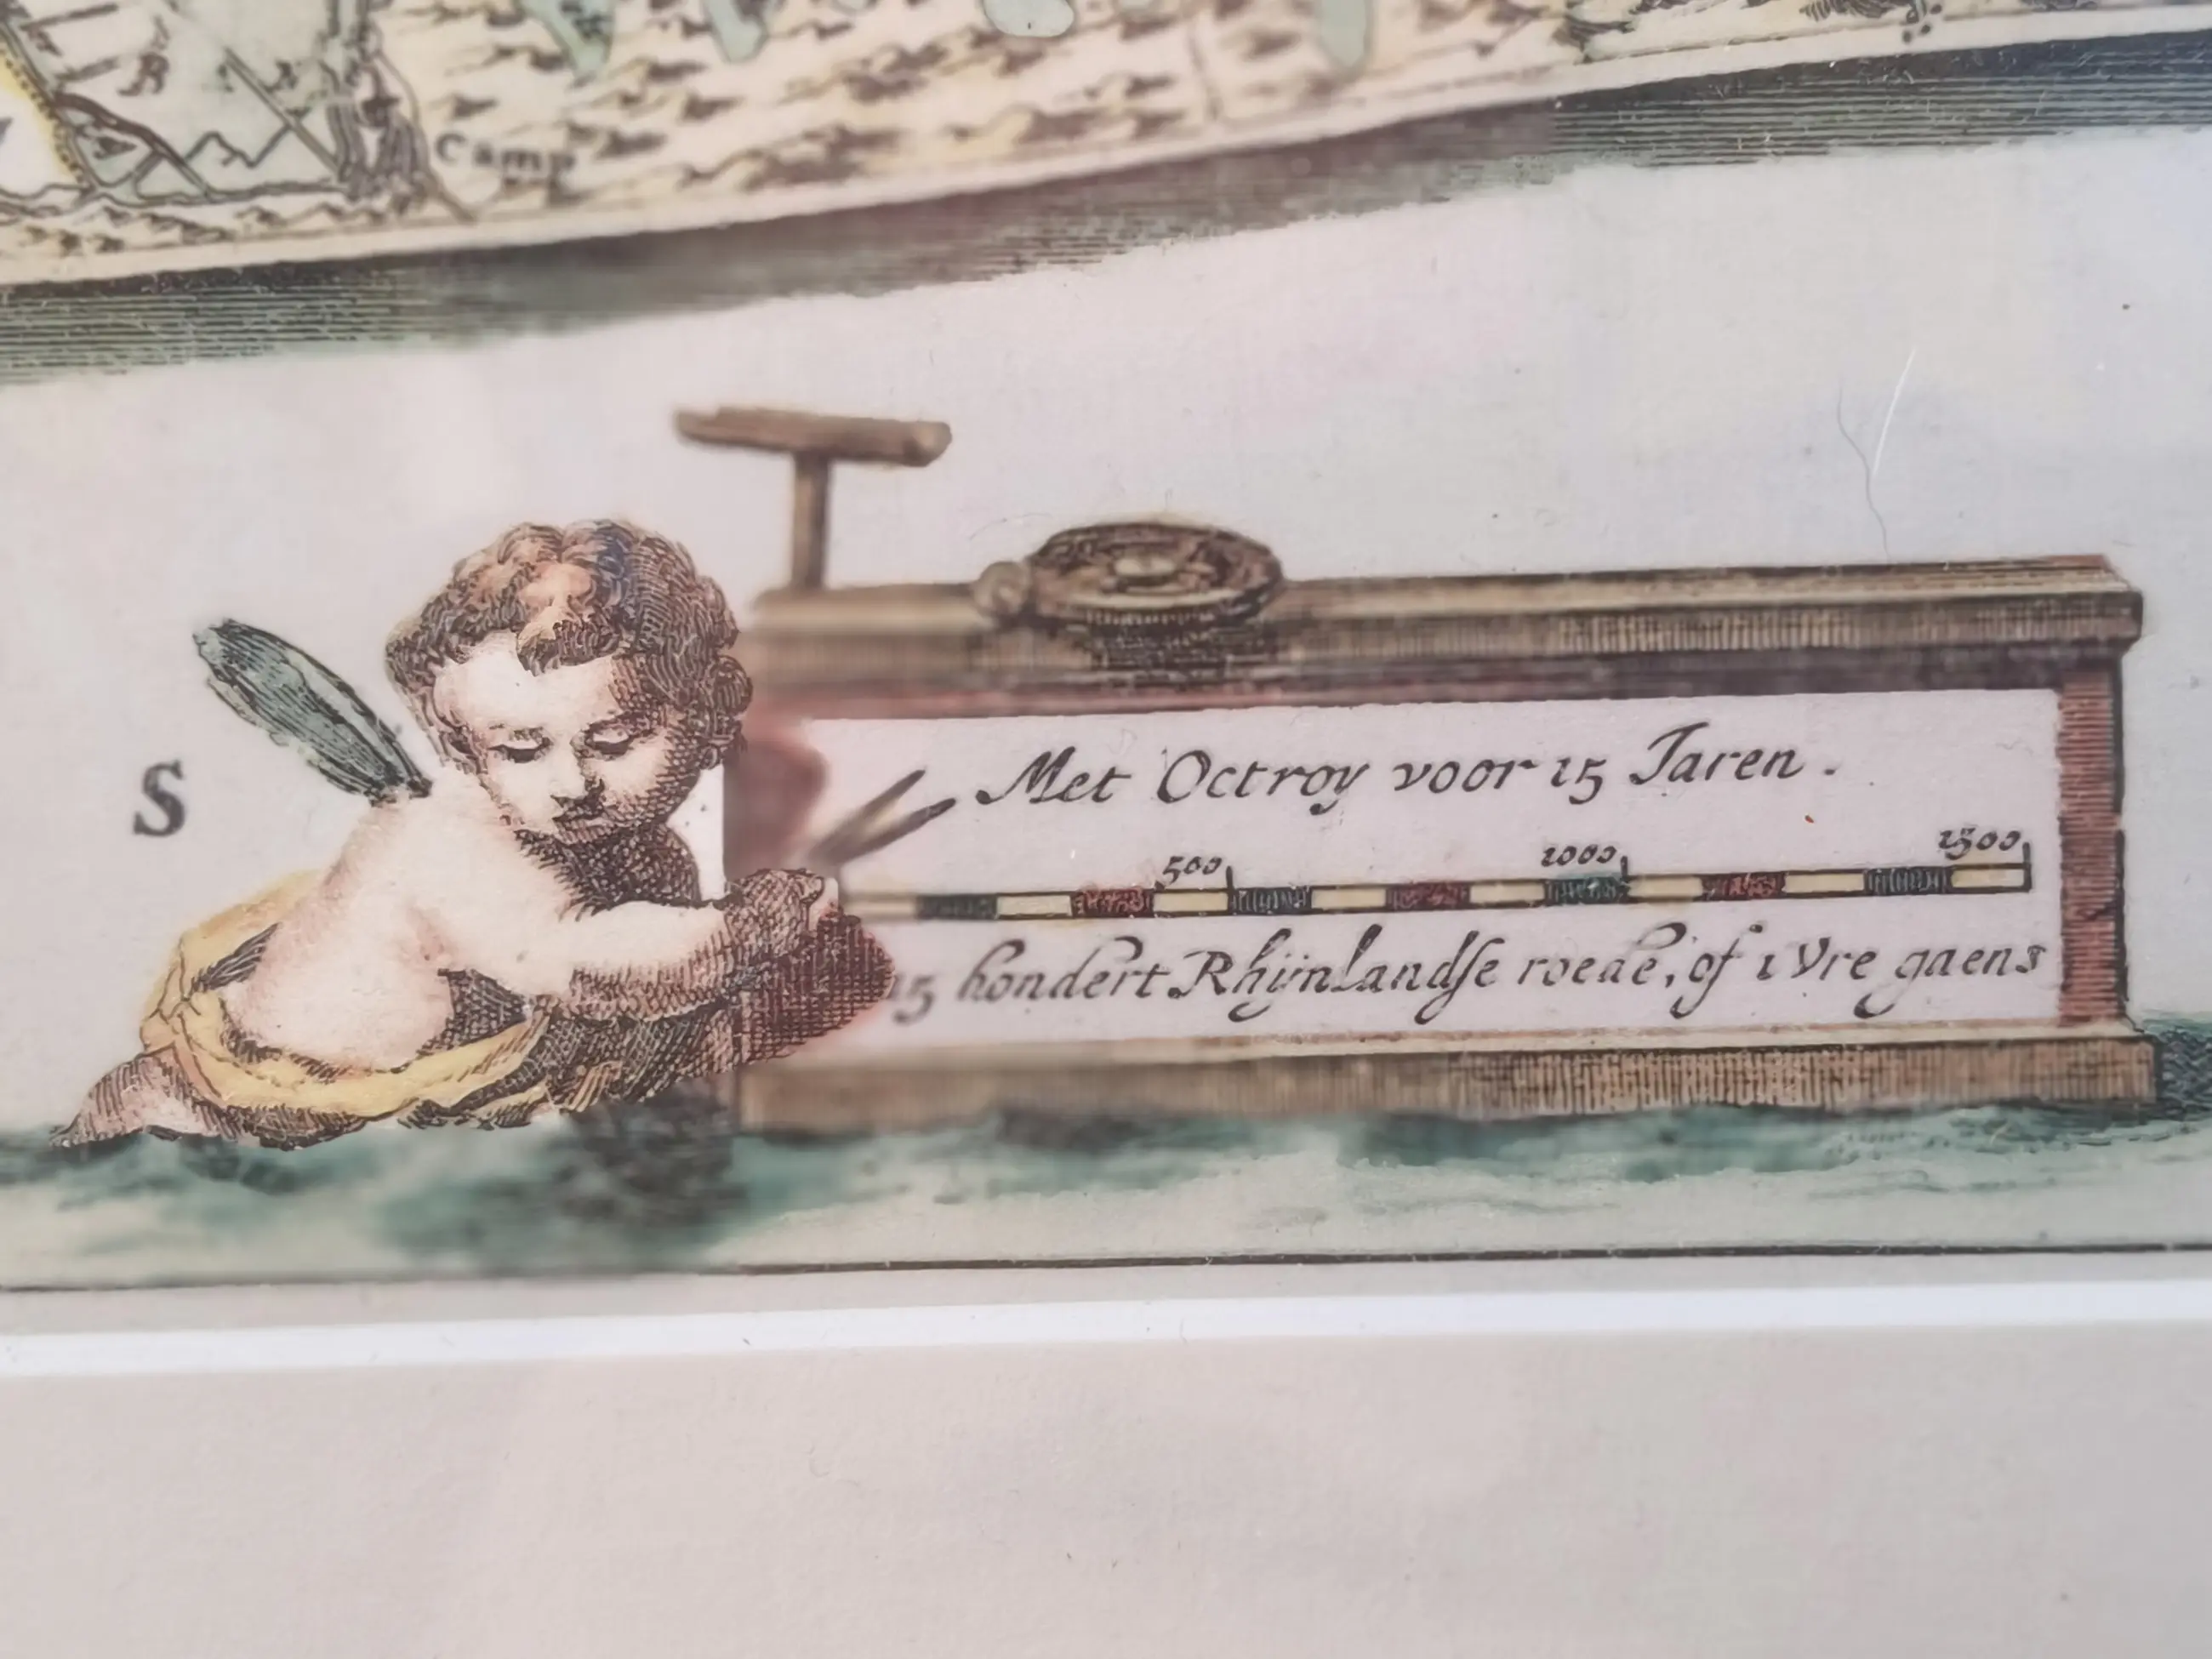 Camp
S
Met Octroy voor 15 Jaren.
500 1000 1500
15 hondert Rhijnlandse roede, of 1 Vre gaens